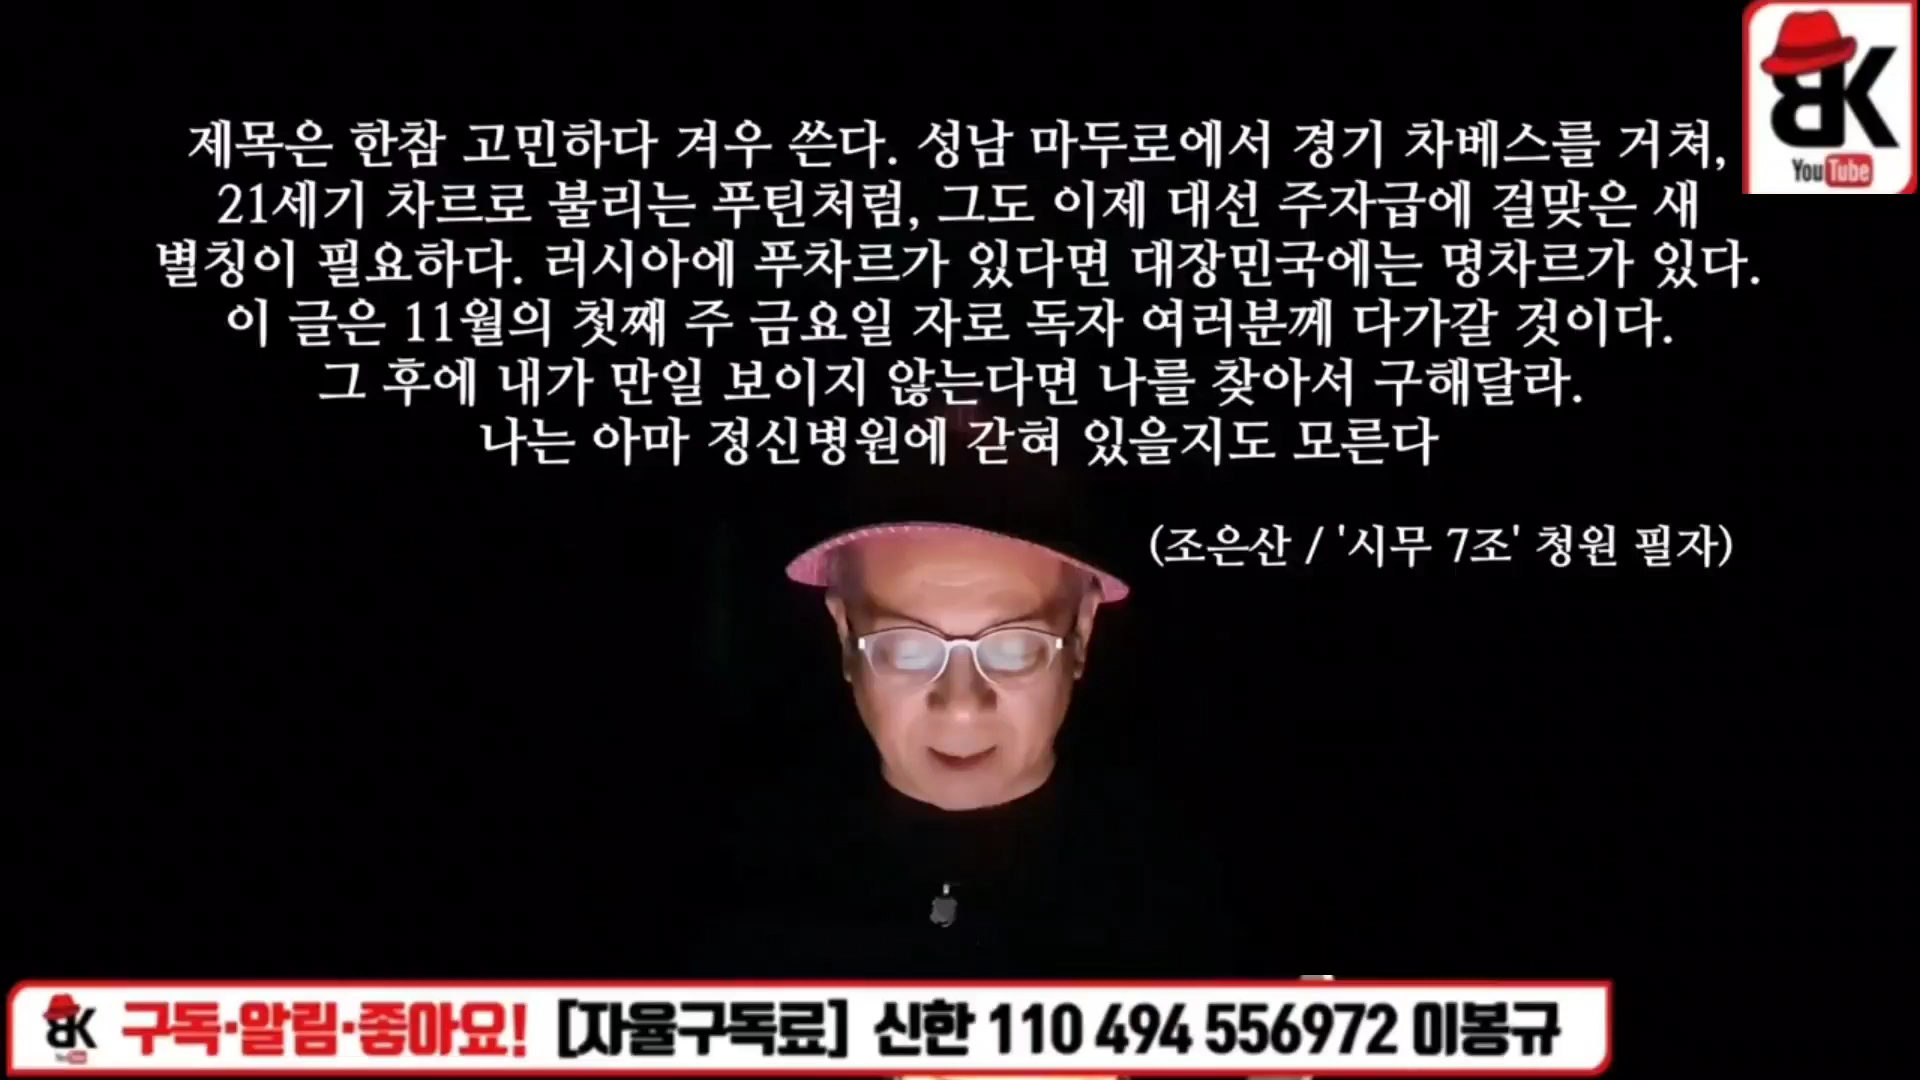 제목은 한참 고민하다 겨우 쓴다. 성남 마두로에서 경기 차베스를 거쳐,
21세기 차르로 불리는 푸틴처럼, 그도 이제 대선 주자급에 걸맞은 새
별칭이 필요하다. 러시아에 푸차르가 있다면 대장민국에는 명차르가 있다.
이 글은 11월의 첫째 주 금요일 자로 독자 여러분께 다가갈 것이다.
그 후에 내가 만일 보이지 않는다면 나를 찾아서 구해달라.
나는 아마 정신병원에 갇혀 있을지도 모른다
(조은산 / '시무 7조' 청원 필자)
BK
YouTube
BK
YouTube
구독·알림·좋아요! [자율구독료] 신한 110 494 556972 이봉규